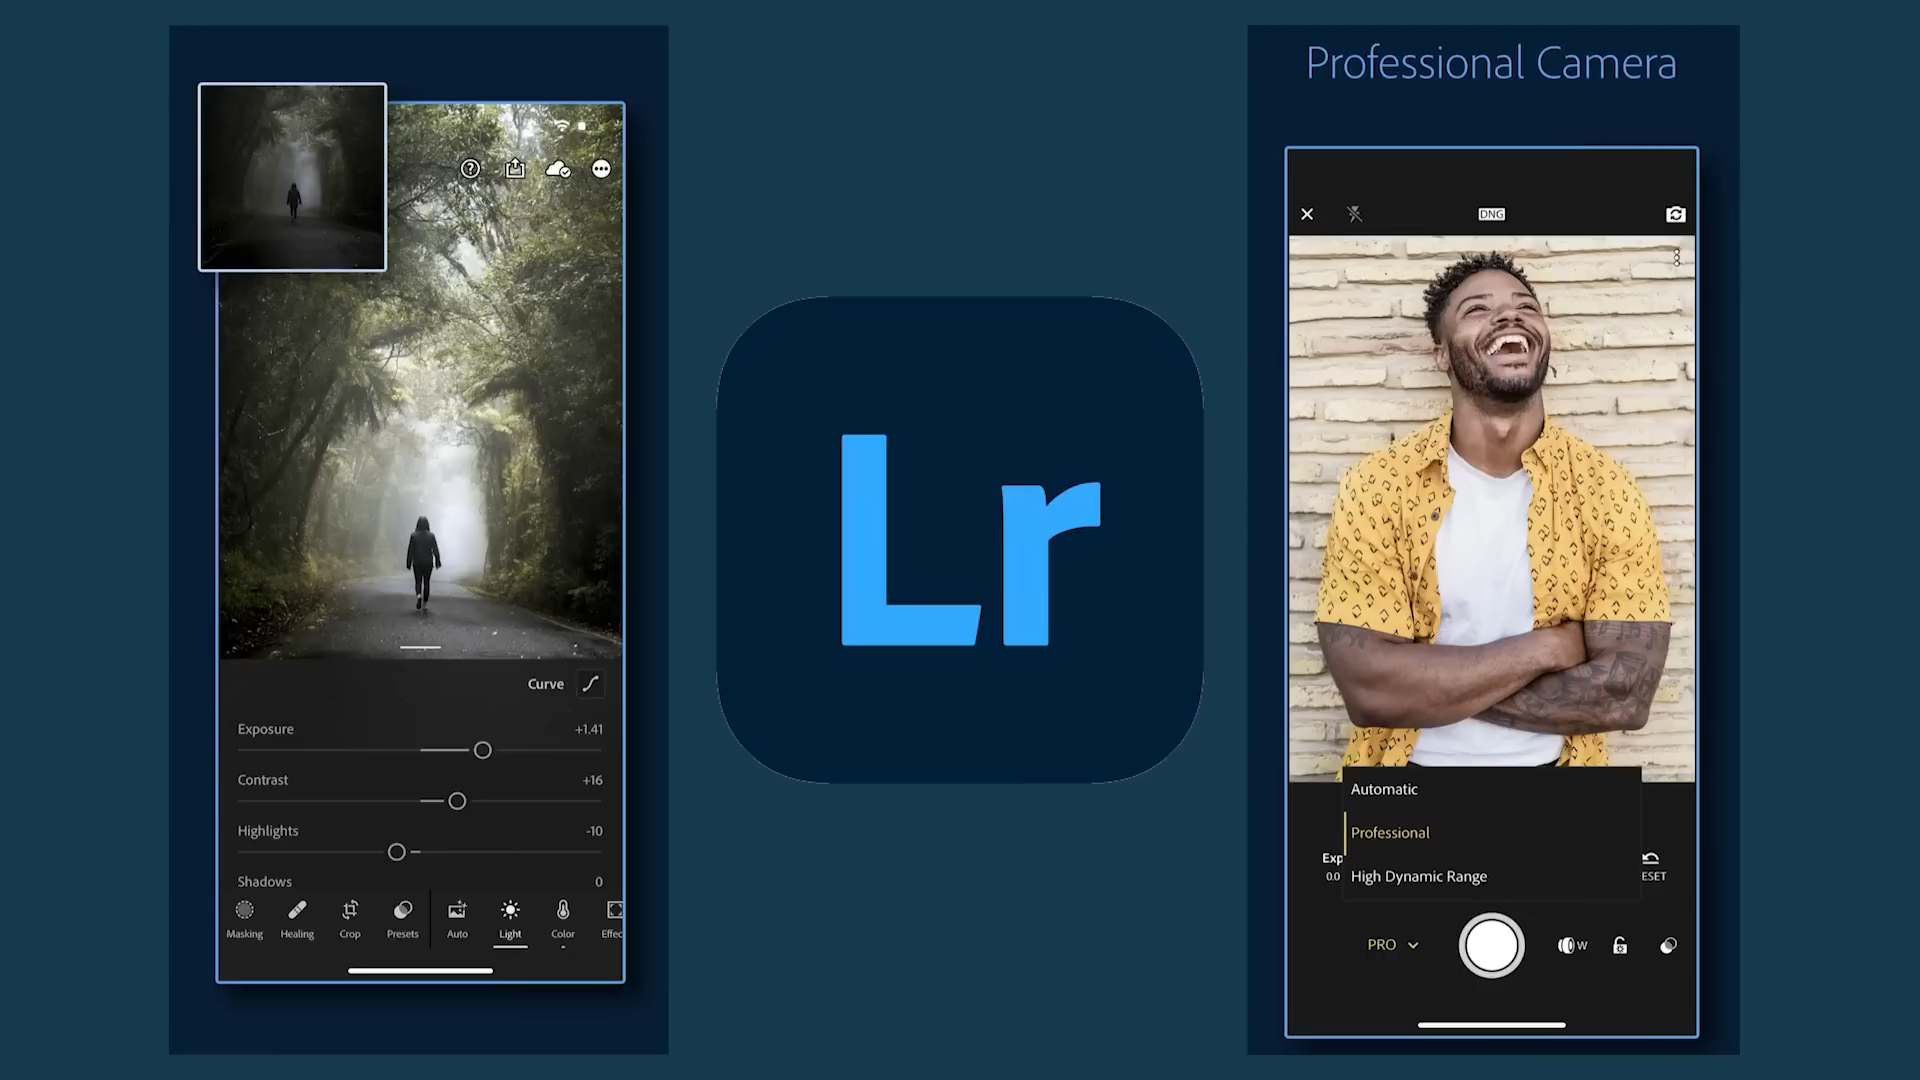 Curve
Exposure +1.41
Contrast +16
Highlights -10
Shadows 0
Masking Healing Crop Presets Auto Light Color Effec
Lr
Professional Camera
DNG
Automatic
Professional
High Dynamic Range
Exp
0.0
ESET
PRO
W